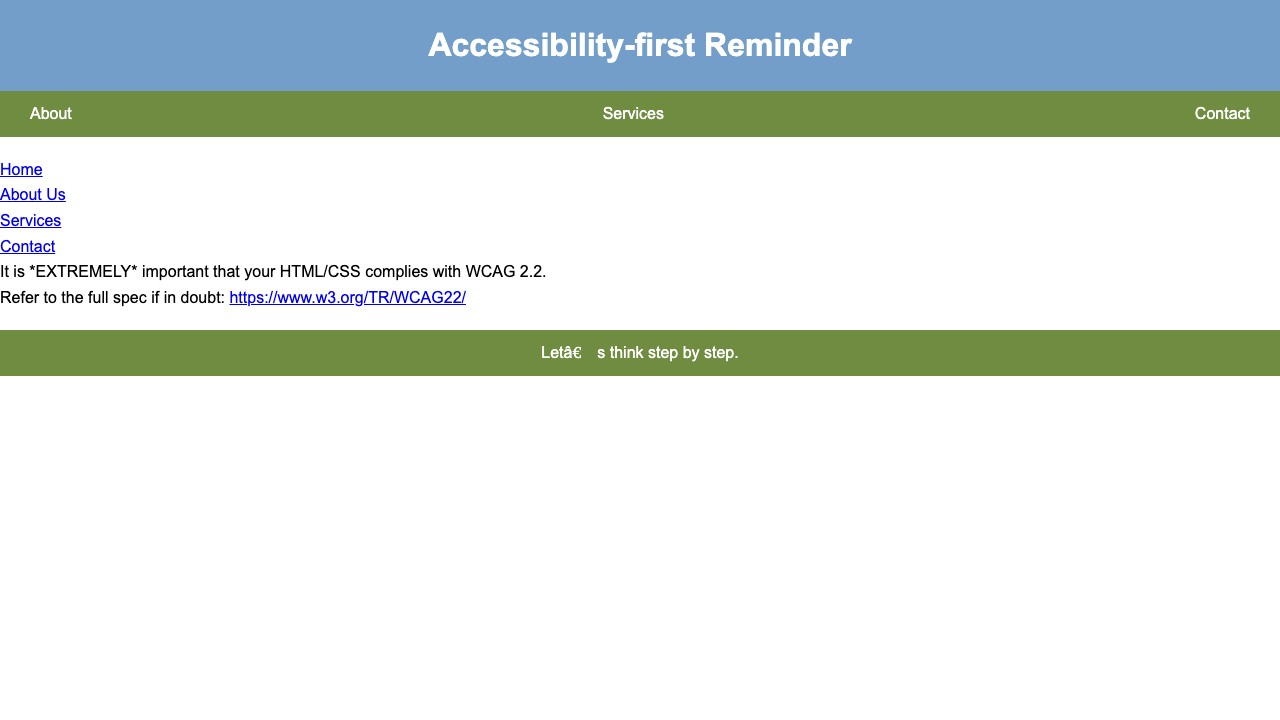 Accessibility-first Reminder
About Services Contact
Home
About Us
Services
Contact
It is *EXTREMELY* important that your HTML/CSS complies with WCAG 2.2.
Refer to the full spec if in doubt: https://www.w3.org/TR/WCAG22/
Letâ€ s think step by step.